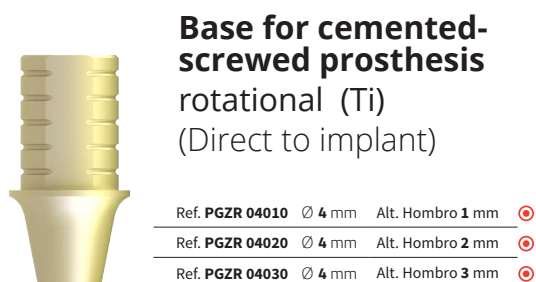 Base for cemented-
screwed prosthesis
rotational (Ti)
(Direct to implant)
Ref. PGZR 04010 Ø 4 mm Alt. Hombro 1 mm
Ref. PGZR 04020 Ø 4 mm Alt. Hombro 2 mm
Ref. PGZR 04030 Ø 4 mm Alt. Hombro 3 mm